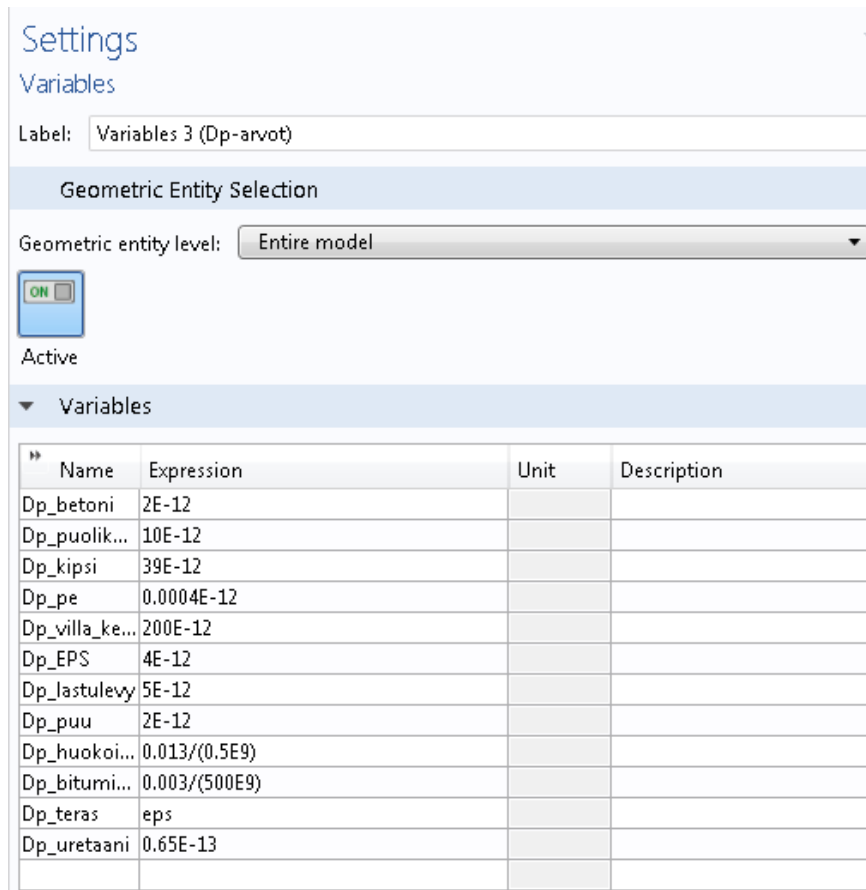 Settings
Variables
Label: Variables 3 (Dp-arvot)
Geometric Entity Selection
Geometric entity level: Entire model
ON
Active
Variables
Name Expression Unit Description
Dp_betoni 2E-12
Dp_puolik... 10E-12
Dp_kipsi 39E-12
Dp_pe 0.0004E-12
Dp_villa_ke... 200E-12
Dp_EPS 4E-12
Dp_lastulevy 5E-12
Dp_puu 2E-12
Dp_huokoi... 0.013/(0.5E9)
Dp_bitumi... 0.003/(500E9)
Dp_teras eps
Dp_uretaani 0.65E-13